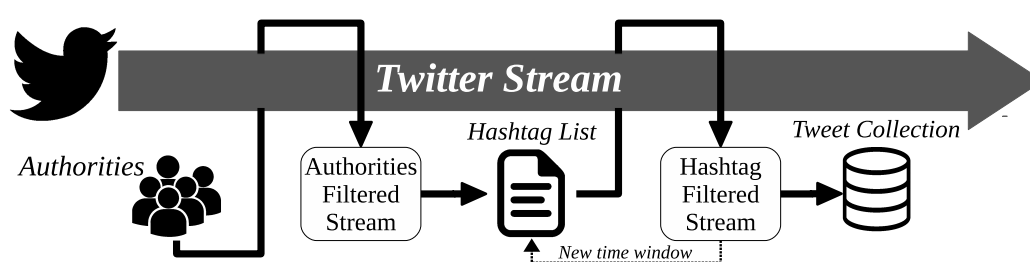 Twitter Stream
Hashtag List
Tweet Collection
Authorities
Authorities
Filtered
Stream
Hashtag
Filtered
Stream
New time window